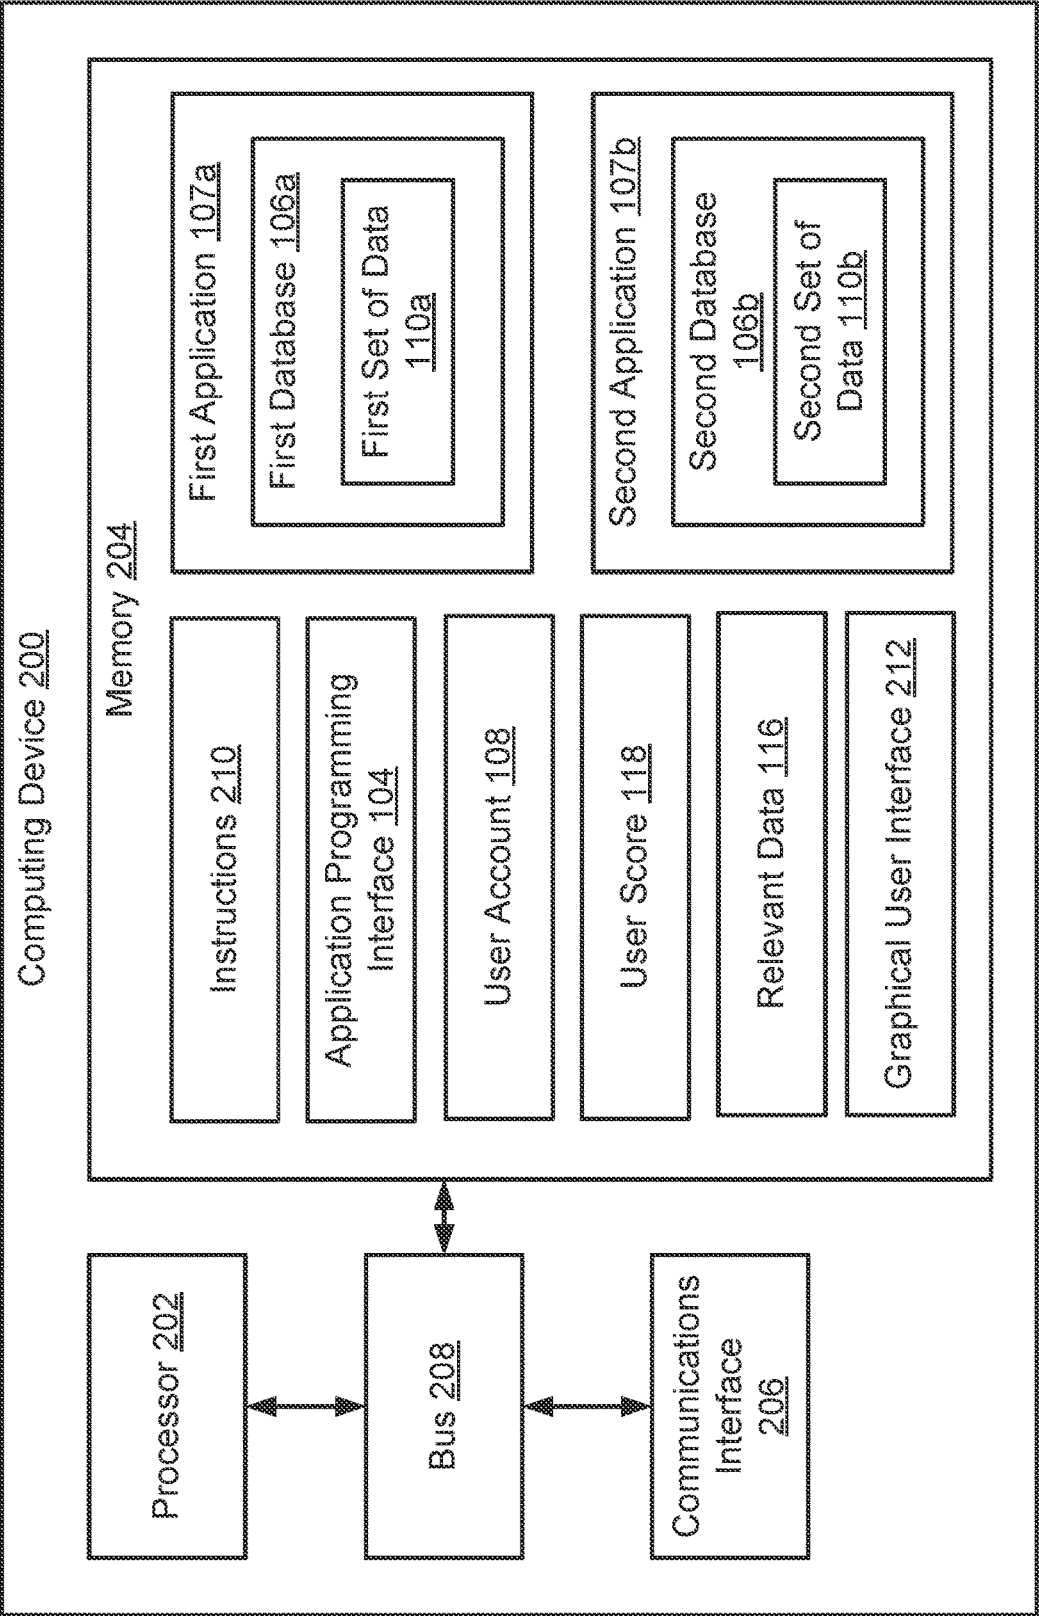 Computing Device 200
Processor 202
Bus 208
Communications
Interface
206
Memory 204
Instructions 210
Application Programming
Interface 104
User Account 108
User Score 118
Relevant Data 116
Graphical User Interface 212
First Application 107a
First Database 106a
First Set of Data
110a
Second Application 107b
Second Database
106b
Second Set of
Data 110b